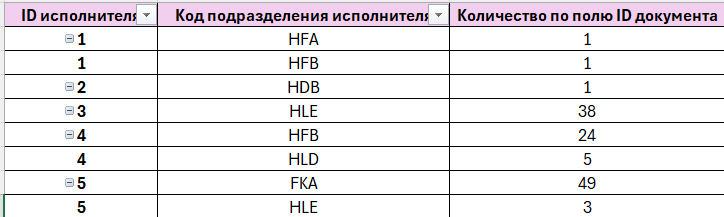 ID исполнителя Код подразделения исполнителя Количество по полю ID документа
1 HFA 1
1 HFB 1
2 HDB 1
3 HLE 38
4 HFB 24
4 HLD 5
5 FKA 49
5 HLE 3